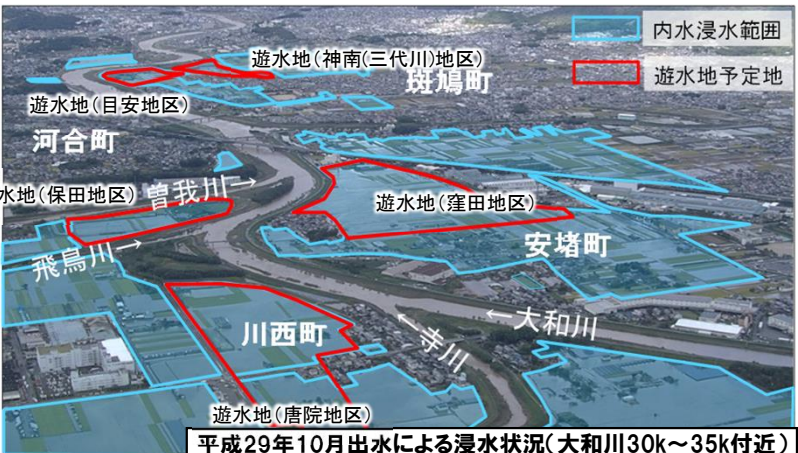 内水浸水範囲
遊水地予定地
遊水地(神南(三代川)地区)
斑鳩町
遊水地(目安地区)
河合町
水地(保田地区)
曽我川→
遊水地(窪田地区)
飛鳥川→
安堵町
←大和川
←寺川
川西町
遊水地(唐院地区)
平成29年10月出水による浸水状況(大和川30k～35k付近)